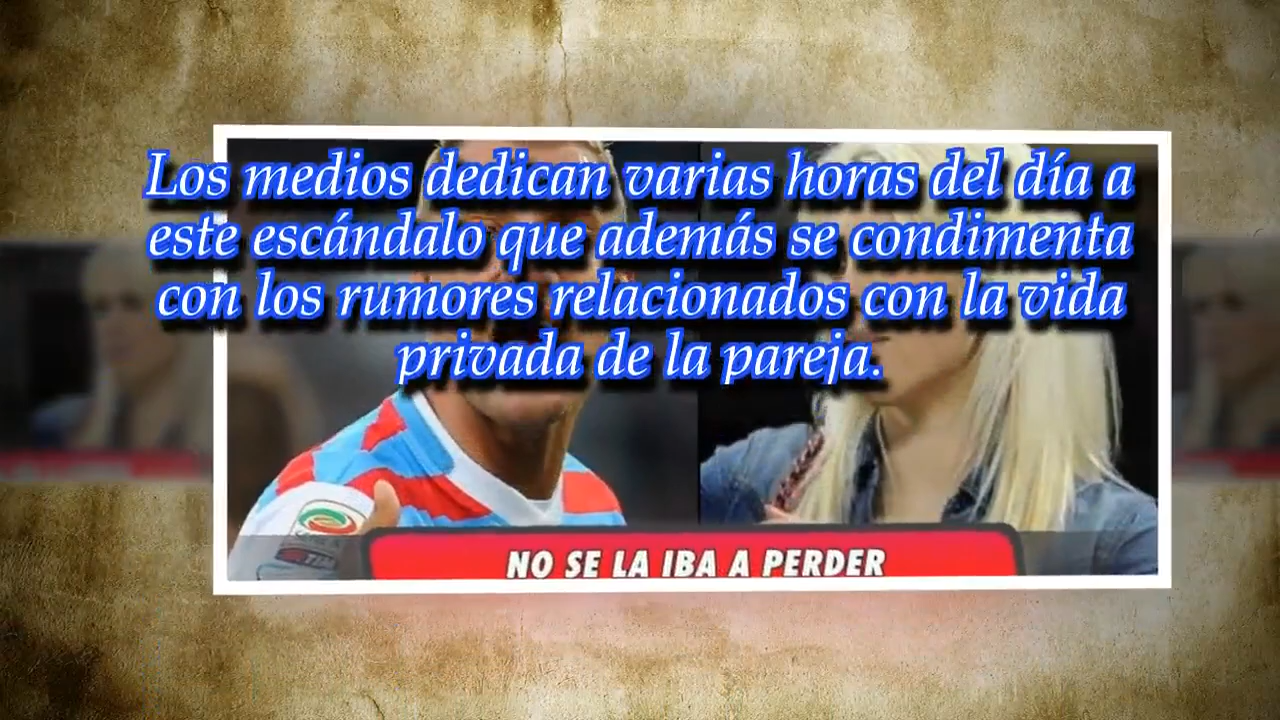 Los medios dedican varias horas del día a
este escándalo que además se condimenta
con los rumores relacionados con la vida
privada de la pareja.
TIM
NO SE LA IBA A PERDER